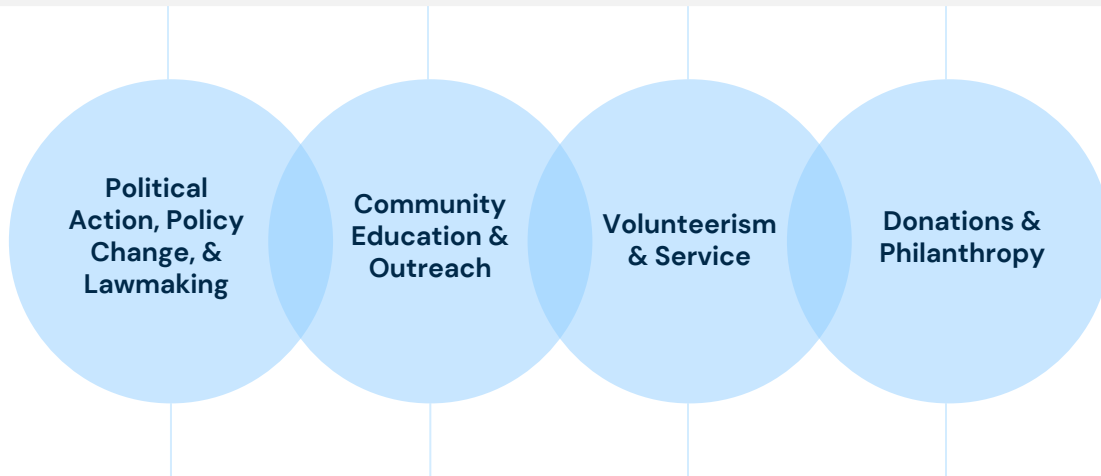 Political
Action, Policy
Change, &
Lawmaking
Community
Education &
Outreach
Volunteerism
& Service
Donations &
Philanthropy